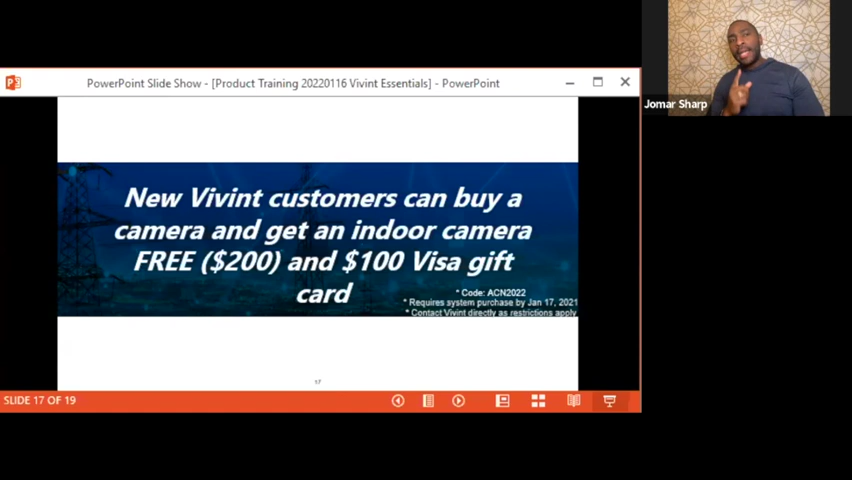 PowerPoint Slide Show - [Product Training 20220116 Vivint Essentials] - PowerPoint
Jomar Sharp
New Vivint customers can buy a
camera and get an indoor camera
FREE ($200) and $100 Visa gift
card
* Code: ACN2022
* Requires system purchase by Jan 17, 2021
* Contact Vivint directly as restrictions apply
17
SLIDE 17 OF 19